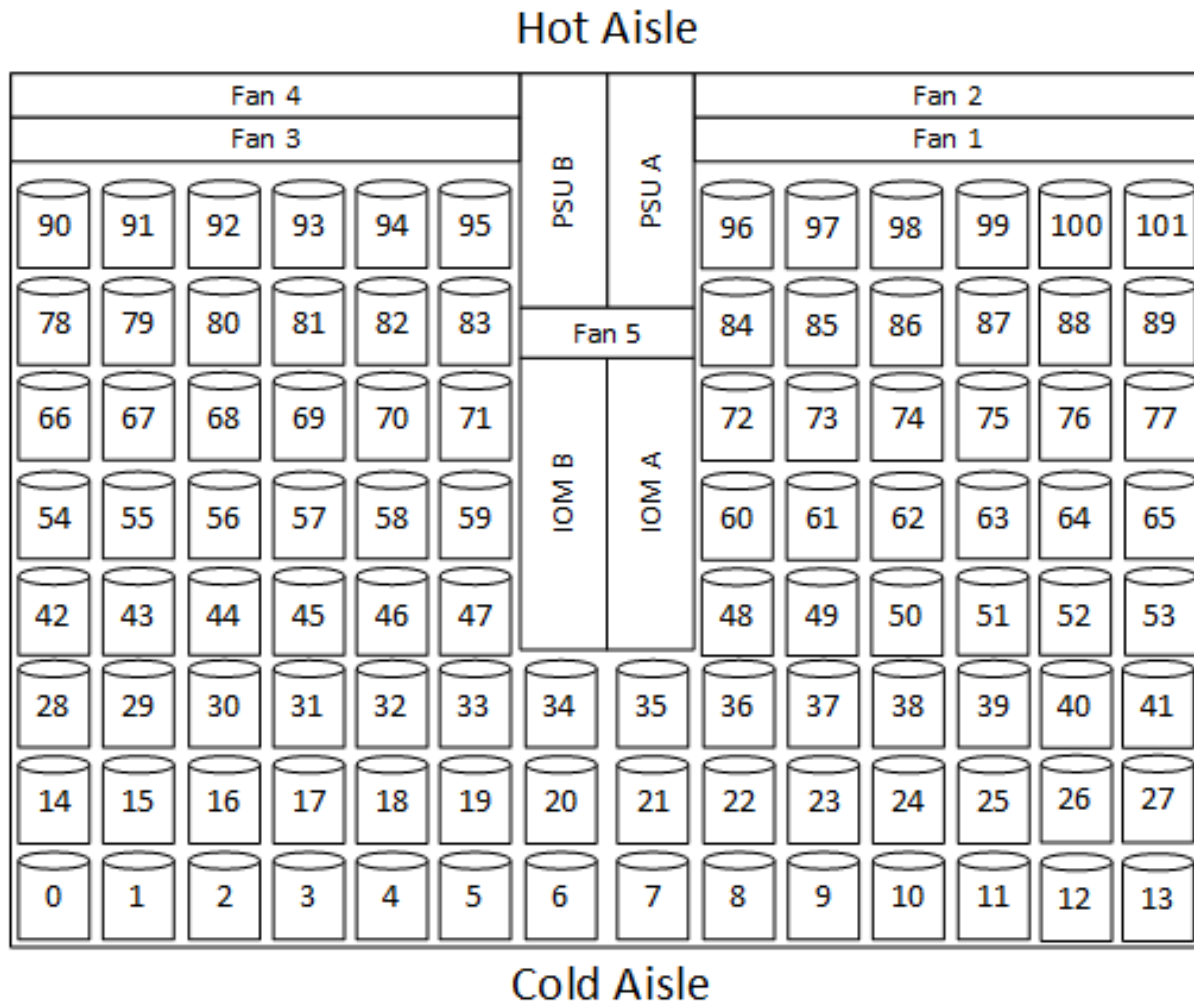 Hot Aisle
Fan 4 Fan 2
Fan 3 Fan 1
PSU B PSU A
90 91 92 93 94 95 96 97 98 99 100 101
78 79 80 81 82 83 84 85 86 87 88 89
Fan 5
66 67 68 69 70 71 72 73 74 75 76 77
IOM B IOM A
54 55 56 57 58 59 60 61 62 63 64 65
42 43 44 45 46 47 48 49 50 51 52 53
28 29 30 31 32 33 34 35 36 37 38 39 40 41
14 15 16 17 18 19 20 21 22 23 24 25 26 27
0 1 2 3 4 5 6 7 8 9 10 11 12 13
Cold Aisle